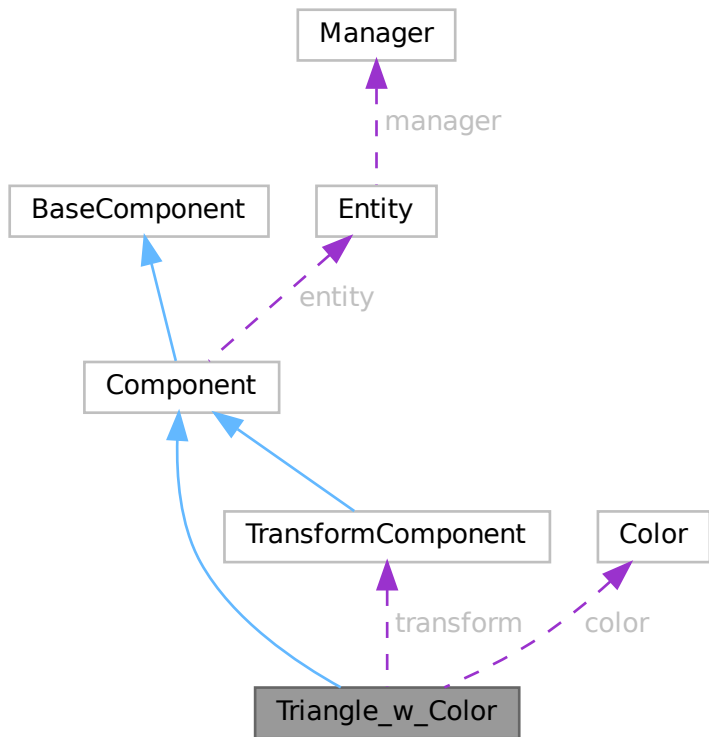 Manager
manager
BaseComponent
Entity
entity
Component
TransformComponent
Color
transform
color
Triangle_w_Color